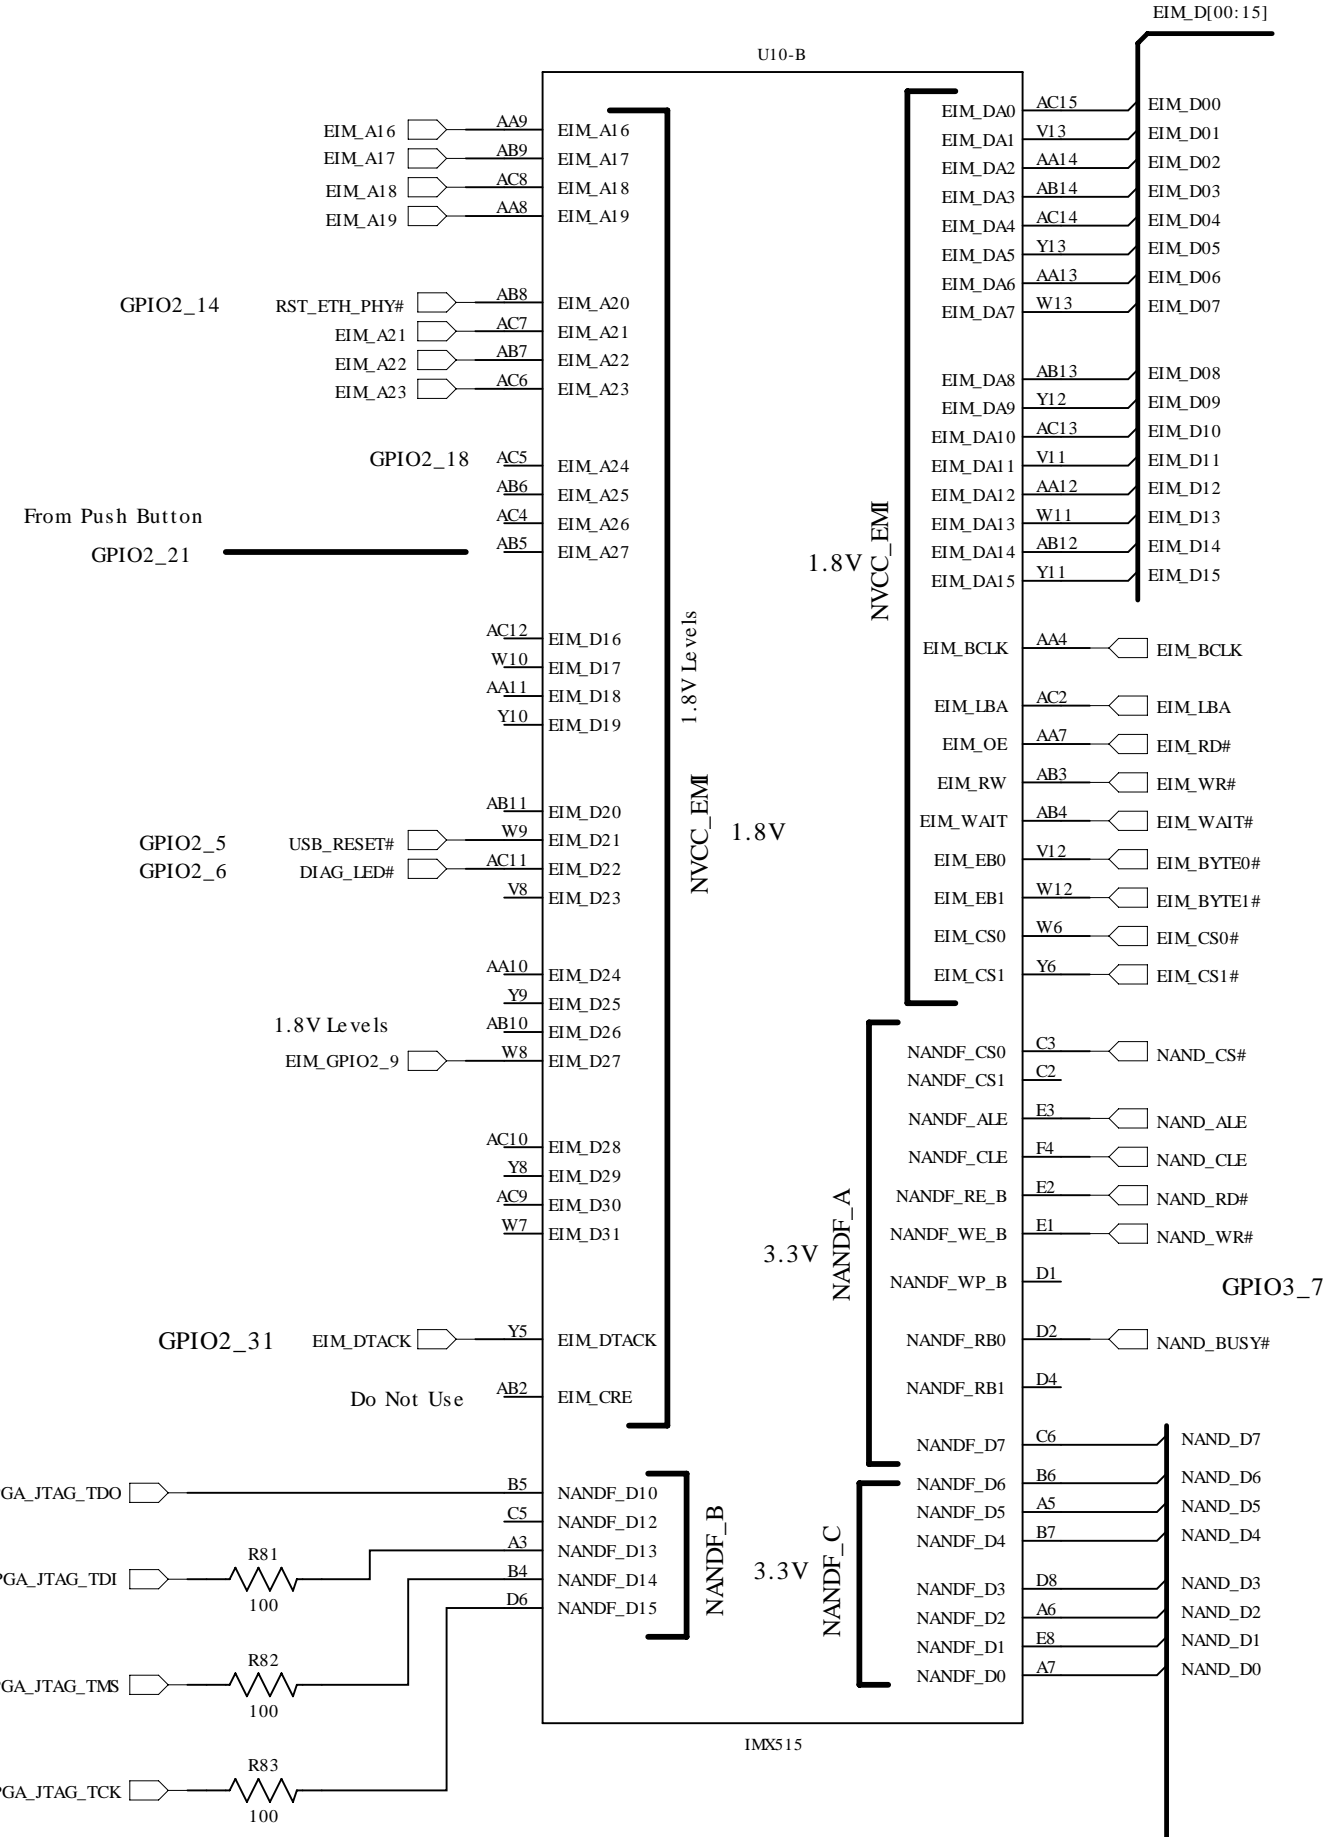 EIM_D[00:15]
U10-B
EIM_A16 AA9 EIM_A16
EIM_A17 AB9 EIM_A17
EIM_A18 AC8 EIM_A18
EIM_A19 AA8 EIM_A19
GPIO2_14 RST_ETH_PHY# AB8 EIM_A20
EIM_A21 AC7 EIM_A21
EIM_A22 AB7 EIM_A22
EIM_A23 AC6 EIM_A23
GPIO2_18 AC5 EIM_A24
AB6 EIM_A25
From Push Button AC4 EIM_A26
GPIO2_21 AB5 EIM_A27
AC12 EIM_D16
W10 EIM_D17
AA11 EIM_D18
Y10 EIM_D19
AB11 EIM_D20
GPIO2_5 USB_RESET# W9 EIM_D21
GPIO2_6 DIAG_LED# AC11 EIM_D22
V8 EIM_D23
AA10 EIM_D24
Y9 EIM_D25
1.8V Levels AB10 EIM_D26
EIM_GPIO2_9 W8 EIM_D27
AC10 EIM_D28
Y8 EIM_D29
AC9 EIM_D30
W7 EIM_D31
GPIO2_31 EIM_DTACK Y5 EIM_DTACK
Do Not Use AB2 EIM_CRE
1.8V Levels
NVCC_EMI 1.8V
GA_JTAG_TDO B5 NANDF_D10
C5 NANDF_D12
A3 NANDF_D13
B4 NANDF_D14
D6 NANDF_D15
NANDF_B
GA_JTAG_TDI R81
100
GA_JTAG_TMS R82
100
GA_JTAG_TCK R83
100
EIM_DA0 AC15 EIM_D00
EIM_DA1 V13 EIM_D01
EIM_DA2 AA14 EIM_D02
EIM_DA3 AB14 EIM_D03
EIM_DA4 AC14 EIM_D04
EIM_DA5 Y13 EIM_D05
EIM_DA6 AA13 EIM_D06
EIM_DA7 W13 EIM_D07
EIM_DA8 AB13 EIM_D08
EIM_DA9 Y12 EIM_D09
EIM_DA10 AC13 EIM_D10
EIM_DA11 V11 EIM_D11
EIM_DA12 AA12 EIM_D12
EIM_DA13 W11 EIM_D13
EIM_DA14 AB12 EIM_D14
EIM_DA15 Y11 EIM_D15
1.8V NVCC_EMI
EIM_BCLK AA4 EIM_BCLK
EIM_LBA AC2 EIM_LBA
EIM_OE AA7 EIM_RD#
EIM_RW AB3 EIM_WR#
EIM_WAIT AB4 EIM_WAIT#
EIM_EB0 V12 EIM_BYTE0#
EIM_EB1 W12 EIM_BYTE1#
EIM_CS0 W6 EIM_CS0#
EIM_CS1 Y6 EIM_CS1#
NANDF_CS0 C3 NAND_CS#
NANDF_CS1 C2
NANDF_ALE E3 NAND_ALE
NANDF_CLE F4 NAND_CLE
NANDF_RE_B E2 NAND_RD#
NANDF_WE_B E1 NAND_WR#
3.3V NANDF_A
NANDF_WP_B D1 GPIO3_7
NANDF_RB0 D2 NAND_BUSY#
NANDF_RB1 D4
NANDF_D7 C6 NAND_D7
NANDF_D6 B6 NAND_D6
NANDF_D5 A5 NAND_D5
NANDF_D4 B7 NAND_D4
3.3V NANDF_C
NANDF_D3 D8 NAND_D3
NANDF_D2 A6 NAND_D2
NANDF_D1 E8 NAND_D1
NANDF_D0 A7 NAND_D0
IMX515